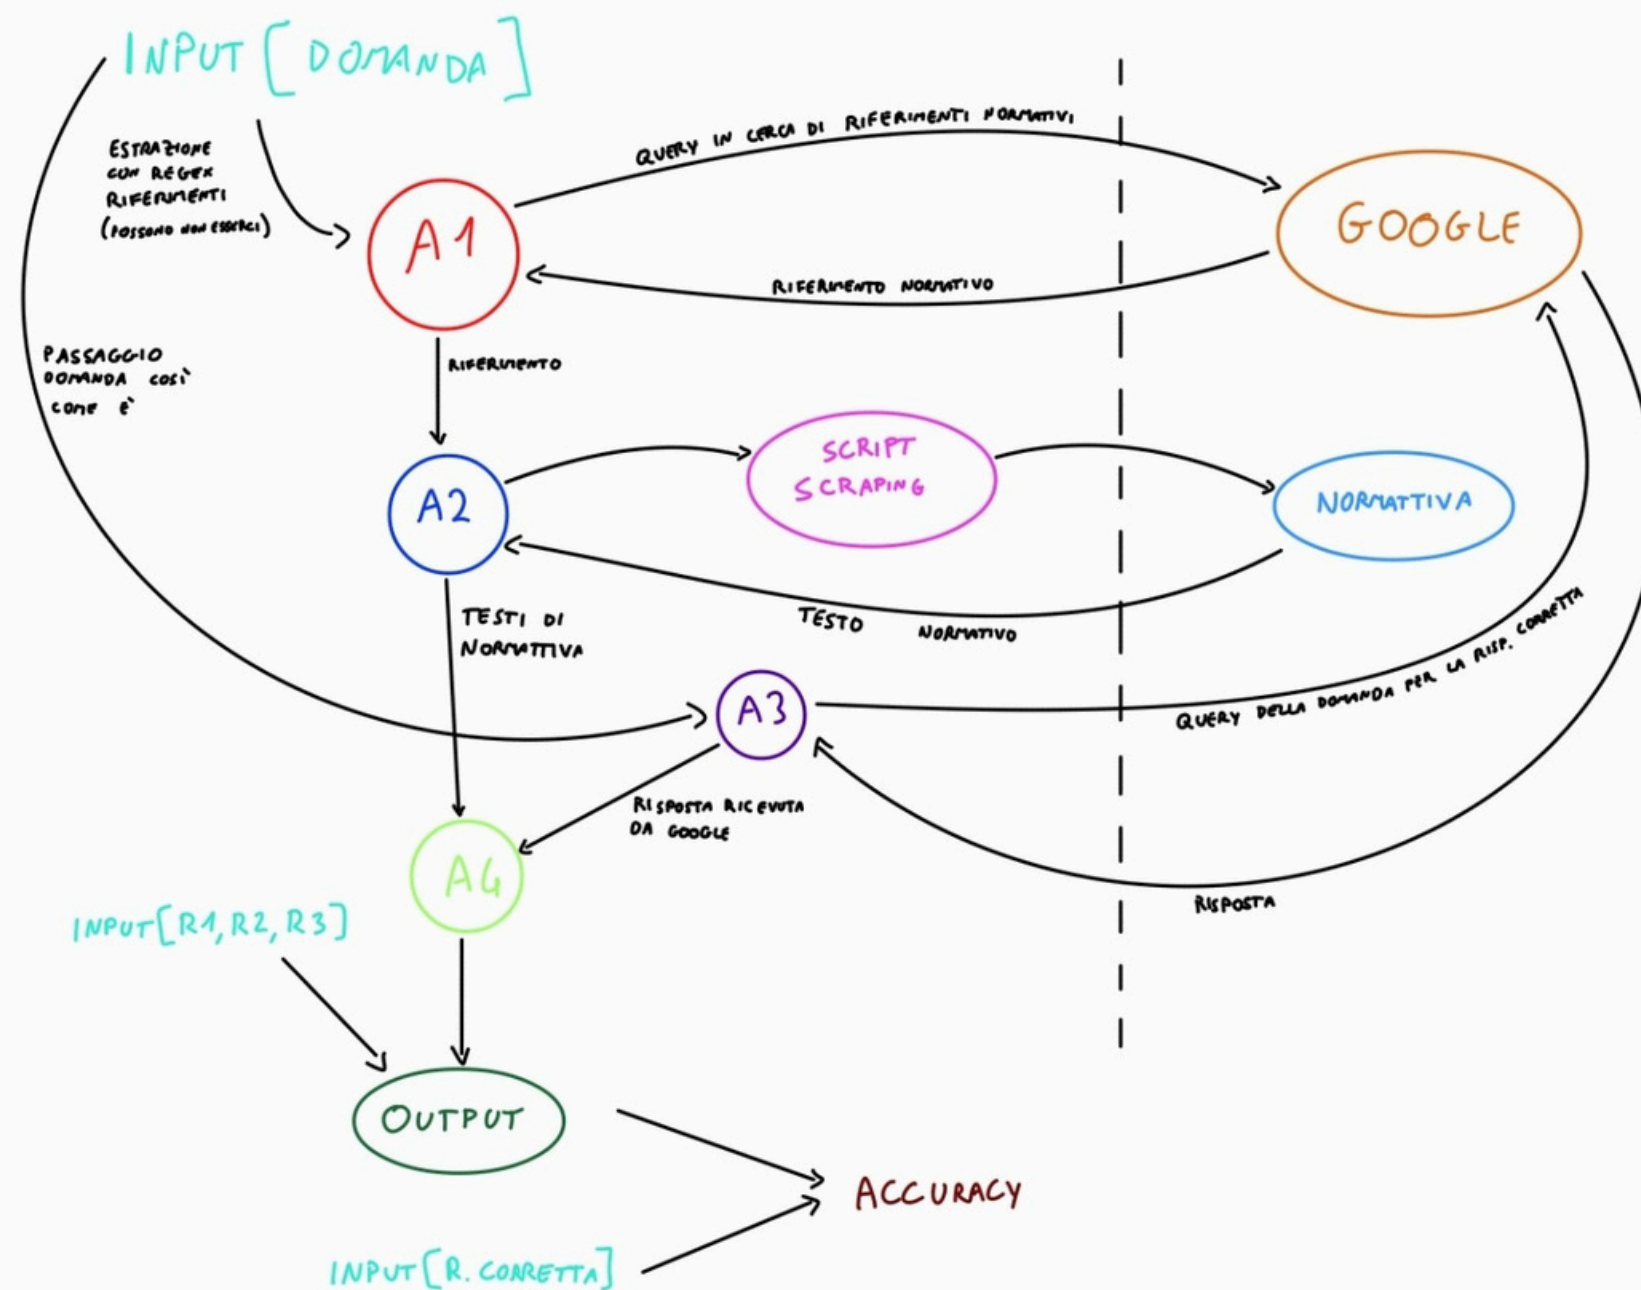 INPUT [DOMANDA]
ESTRAZIONE
CON REGEX
RIFERIMENTI
(POSSONO NON ESSERCI)
QUERY IN CERCA DI RIFERIMENTI NORMATIVI
A1
GOOGLE
RIFERIMENTO NORMATIVO
PASSAGGIO
DOMANDA COSÌ
COME È
RIFERIMENTO
A2
SCRIPT
SCRAPING
NORMATTIVA
TESTI DI
NORMATTIVA
TESTO NORMATIVO
A3
QUERY DELLA DOMANDA PER LA RISP. CORRETTA
RISPOSTA RICEVUTA
DA GOOGLE
A4
RISPOSTA
INPUT[R1, R2, R3]
OUTPUT
ACCURACY
INPUT[R. CORRETTA]